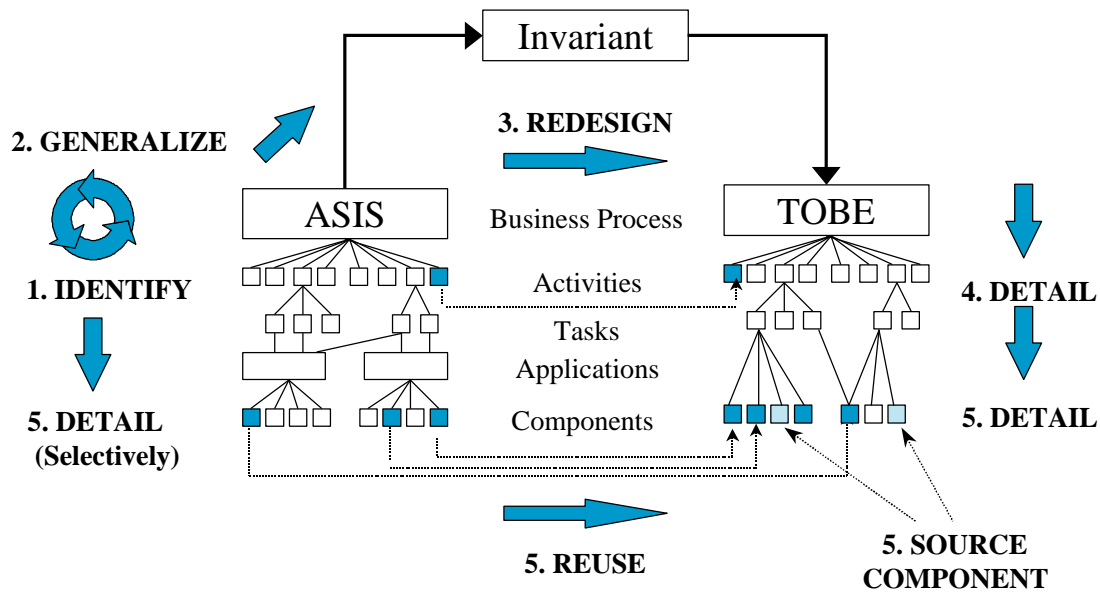 Invariant
2. GENERALIZE
3. REDESIGN
ASIS
Business Process
TOBE
1. IDENTIFY
Activities
4. DETAIL
Tasks
Applications
5. DETAIL
(Selectively)
Components
5. DETAIL
5. REUSE
5. SOURCE
COMPONENT